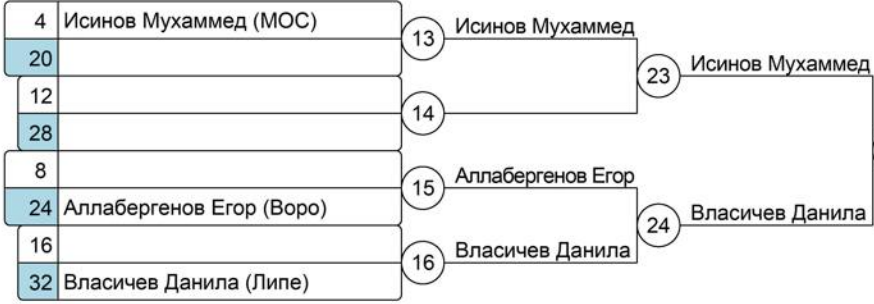 4 Исинов Мухаммед (МОС)
20
12
28
8
24 Аллабергенов Егор (Воро)
16
32 Власичев Данила (Липе)
13 Исинов Мухаммед
14
15 Аллабергенов Егор
16 Власичев Данила
23 Исинов Мухаммед
24 Власичев Данила